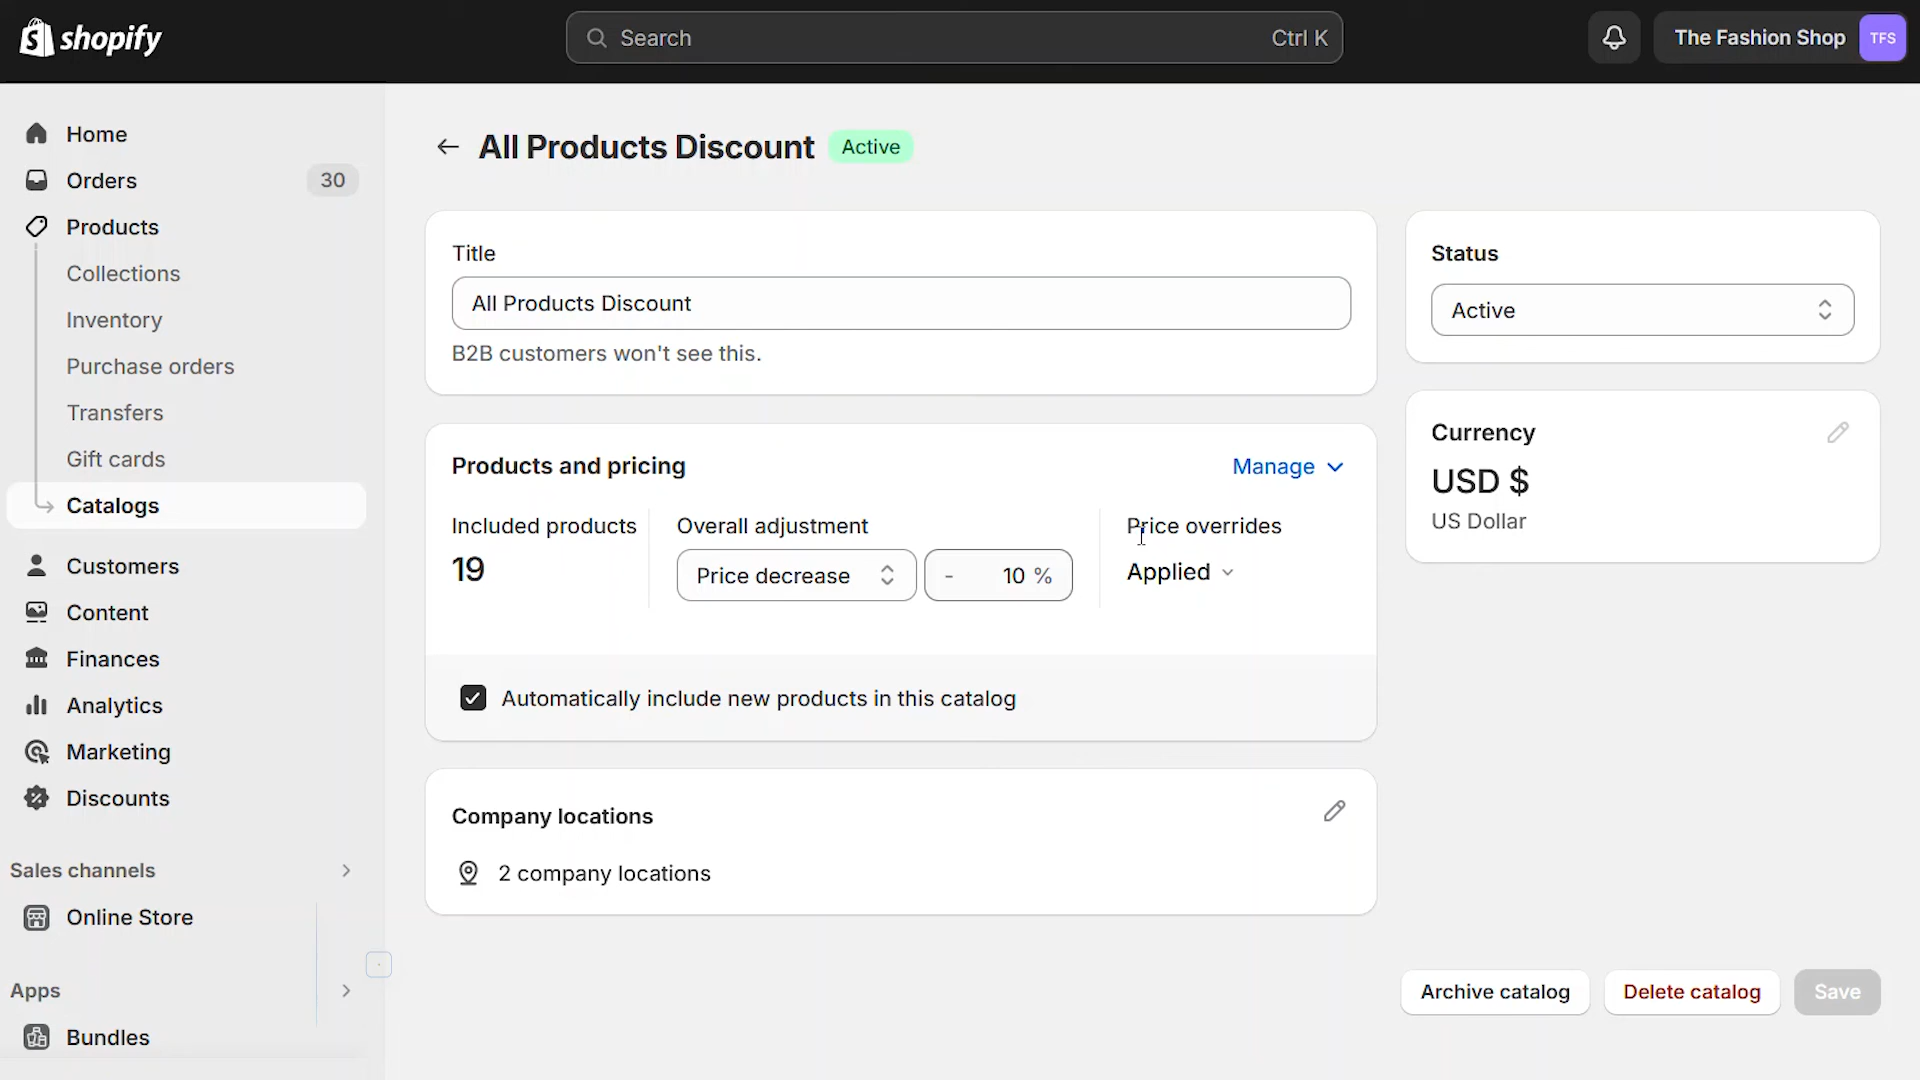 shopify
Search
Ctrl K
The Fashion Shop
TFS
Home
Orders
30
Products
Collections
Inventory
Purchase orders
Transfers
Gift cards
Catalogs
Customers
Content
Finances
Analytics
Marketing
Discounts
Sales channels
Online Store
Apps
Bundles
All Products Discount
Active
Title
All Products Discount
B2B customers won't see this.
Products and pricing
Manage
Included products
19
Overall adjustment
Price decrease
- 10 %
Price overrides
Applied
Automatically include new products in this catalog
Company locations
2 company locations
Status
Active
Currency
USD $
US Dollar
Archive catalog
Delete catalog
Save